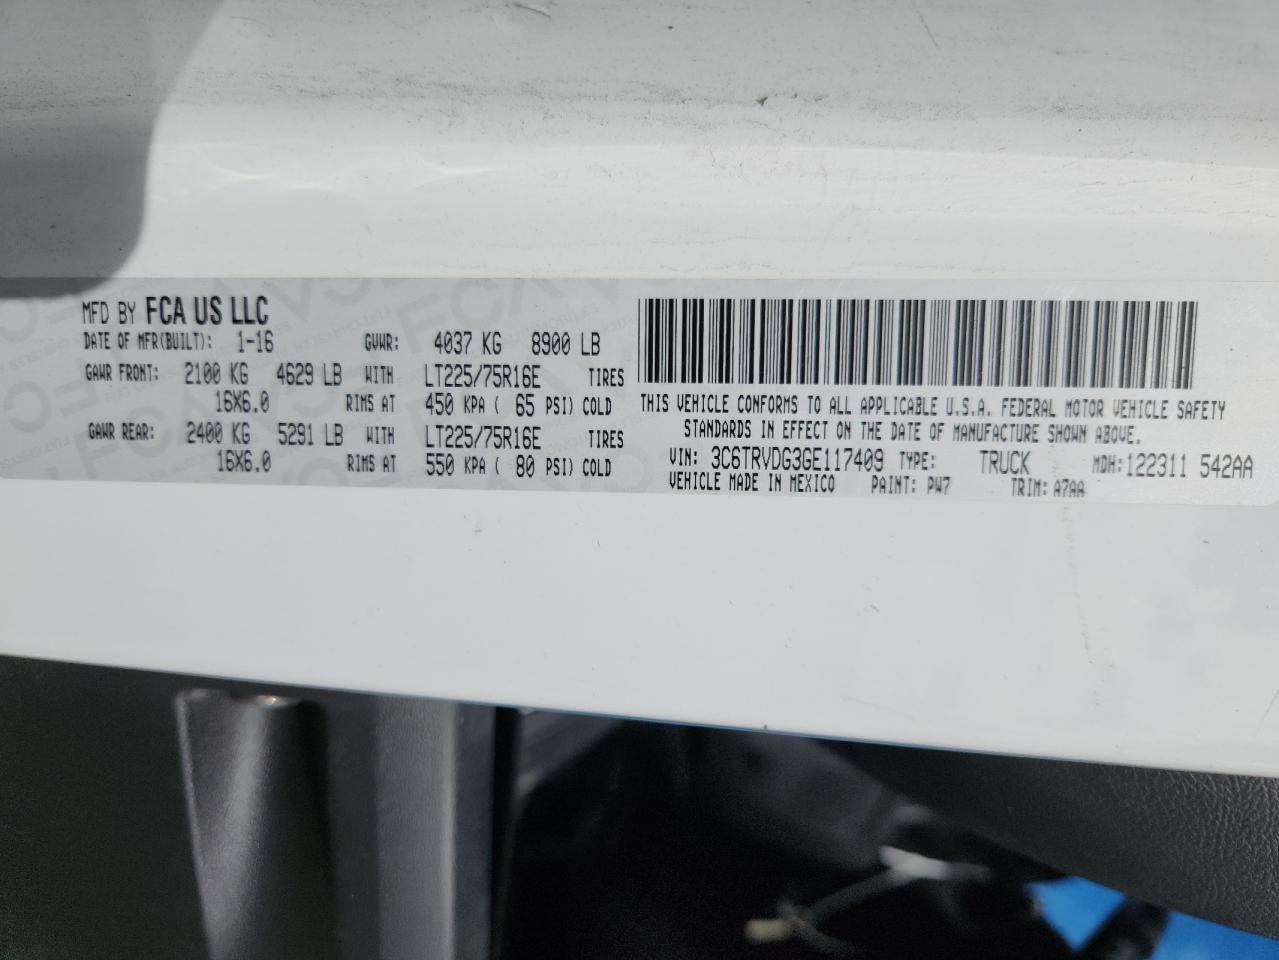 MFD BY FCA US LLC
DATE OF MFR(BUILT): 1-16 GVWR: 4037 KG 8900 LB
GAWR FRONT: 2100 KG 4629 LB WITH LT225/75R16E TIRES
16X6.0 RIMS AT 450 KPA ( 65 PSI) COLD
GAWR REAR: 2400 KG 5291 LB WITH LT225/75R16E TIRES
16X6.0 RIMS AT 550 KPA ( 80 PSI) COLD
THIS VEHICLE CONFORMS TO ALL APPLICABLE U.S.A. FEDERAL MOTOR VEHICLE SAFETY
STANDARDS IN EFFECT ON THE DATE OF MANUFACTURE SHOWN ABOVE.
VIN: 3C6TRVDG3GE117409 TYPE: TRUCK MDH:122311 542AA
VEHICLE MADE IN MEXICO PAINT: PW7 TRIM: A7AA